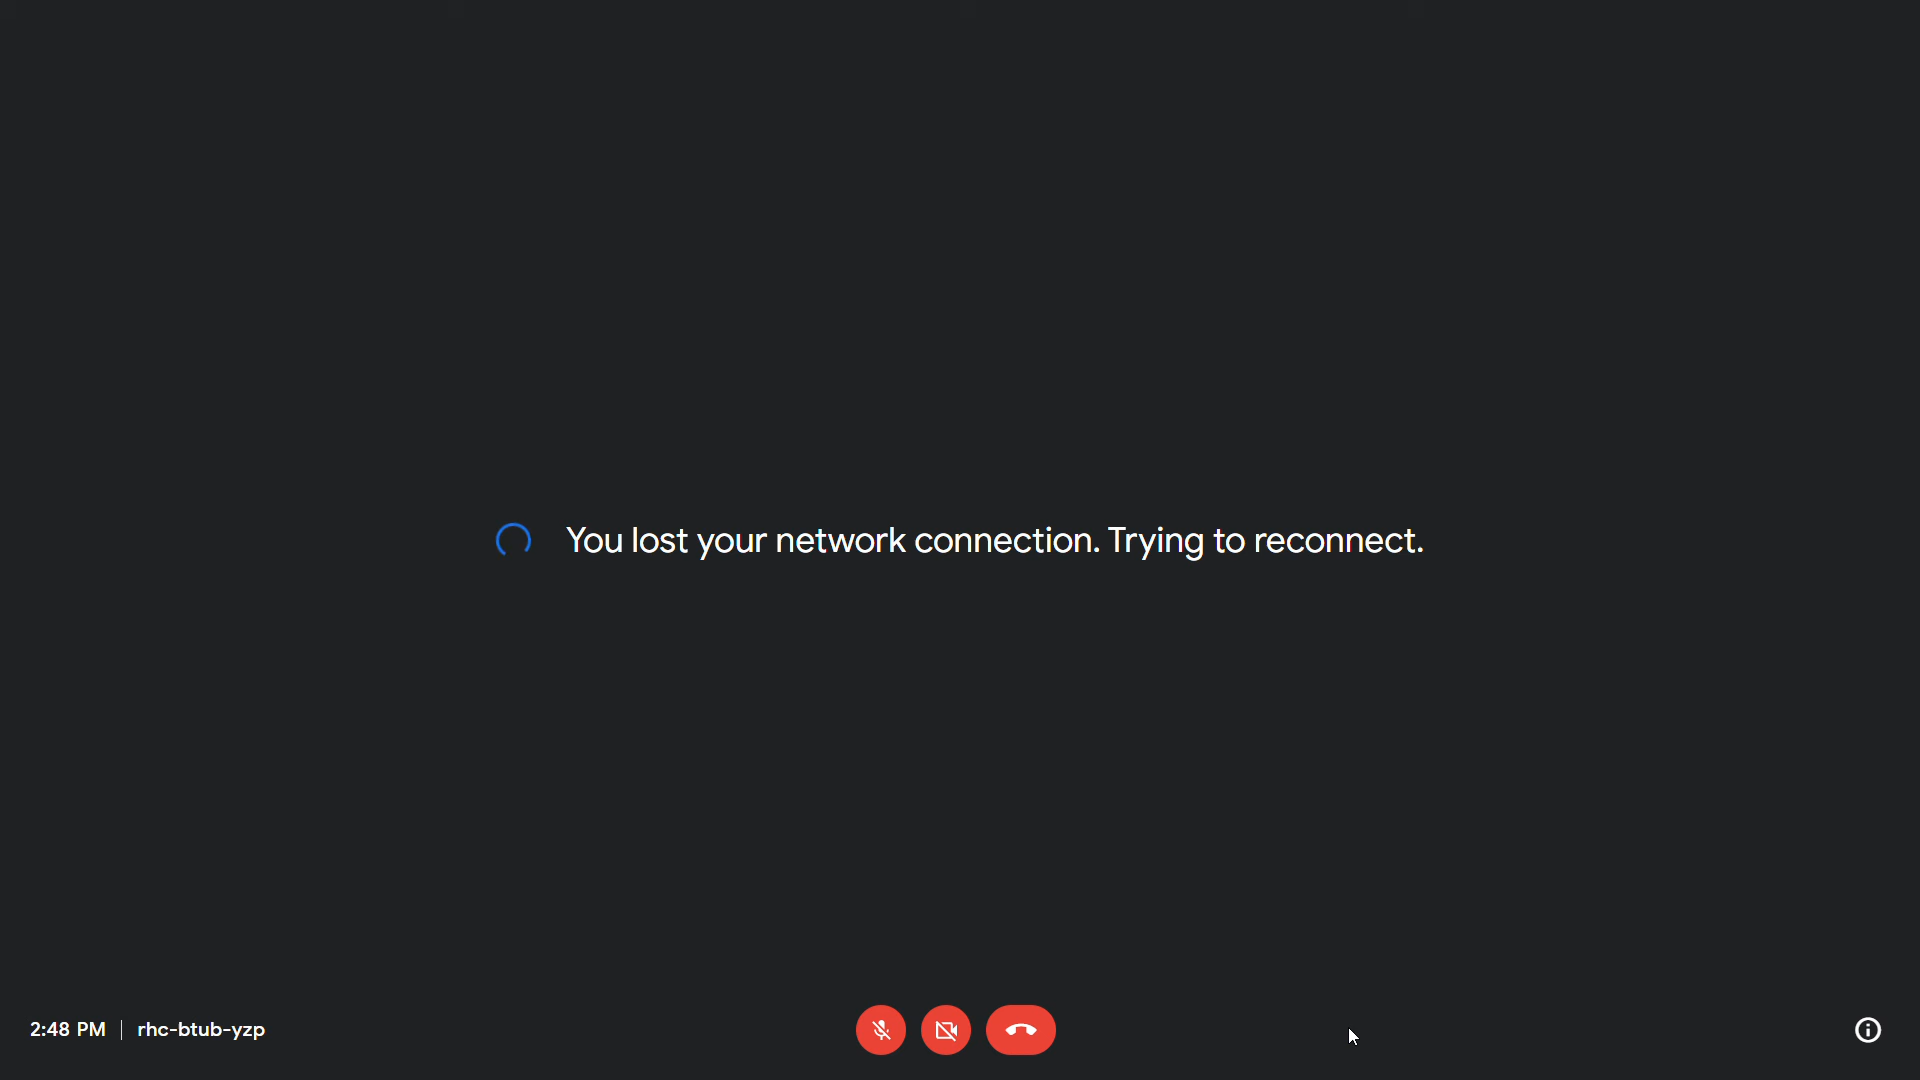 You lost your network connection. Trying to reconnect.
2:48 PM | rhc-btub-yzp